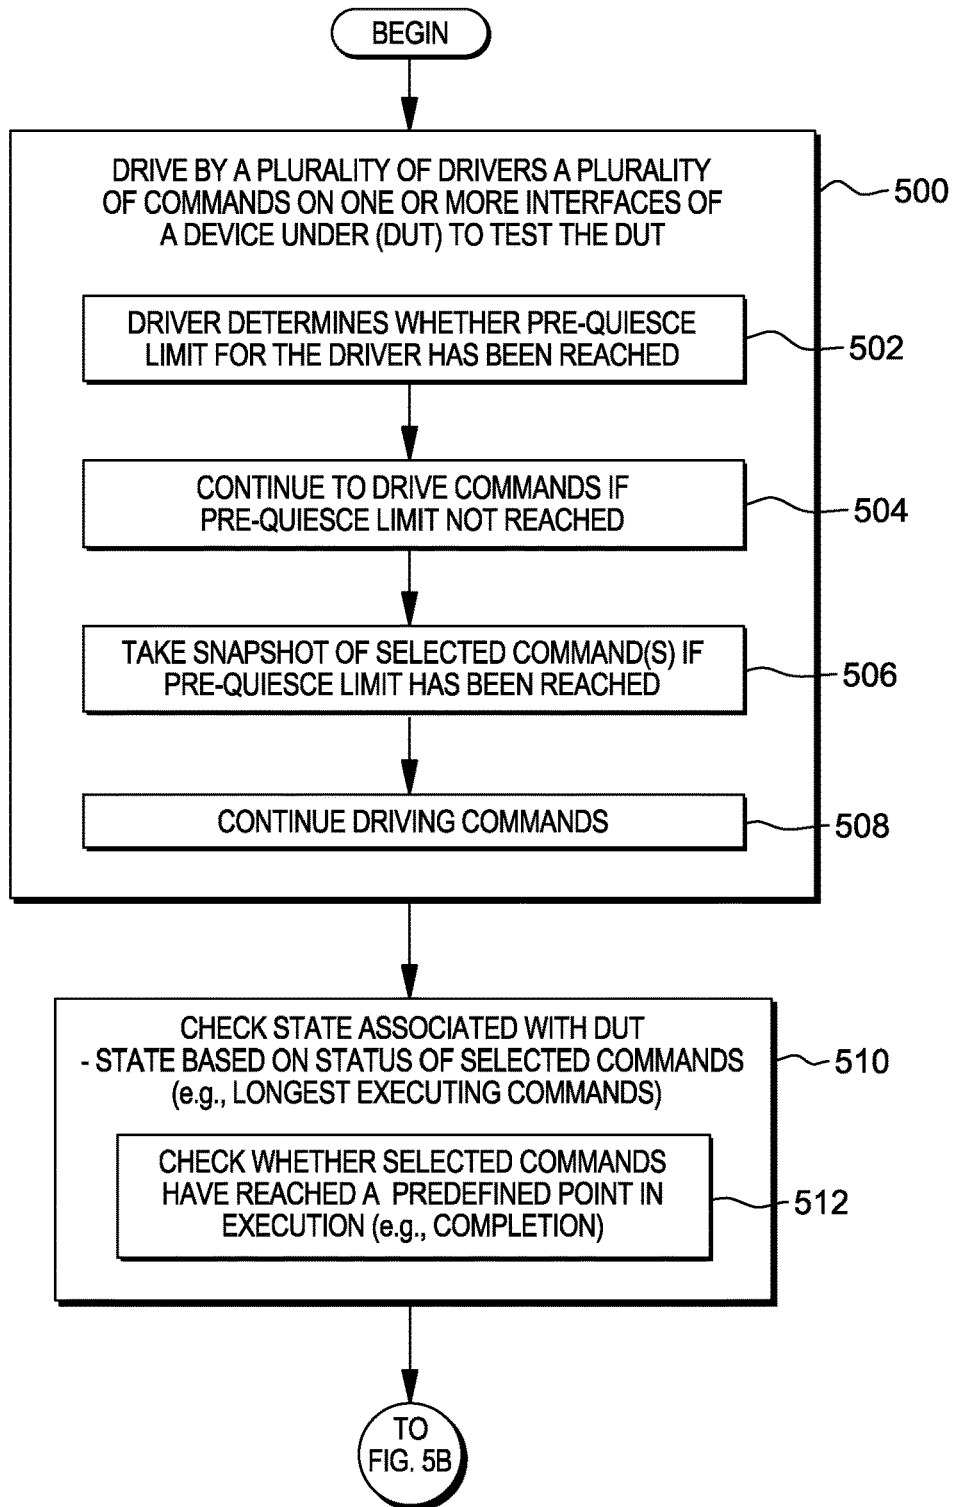 BEGIN
DRIVE BY A PLURALITY OF DRIVERS A PLURALITY
OF COMMANDS ON ONE OR MORE INTERFACES OF
A DEVICE UNDER (DUT) TO TEST THE DUT
500
DRIVER DETERMINES WHETHER PRE-QUIESCE
LIMIT FOR THE DRIVER HAS BEEN REACHED
502
CONTINUE TO DRIVE COMMANDS IF
PRE-QUIESCE LIMIT NOT REACHED
504
TAKE SNAPSHOT OF SELECTED COMMAND(S) IF
PRE-QUIESCE LIMIT HAS BEEN REACHED
506
CONTINUE DRIVING COMMANDS
508
CHECK STATE ASSOCIATED WITH DUT
- STATE BASED ON STATUS OF SELECTED COMMANDS
(e.g., LONGEST EXECUTING COMMANDS)
510
CHECK WHETHER SELECTED COMMANDS
HAVE REACHED A PREDEFINED POINT IN
EXECUTION (e.g., COMPLETION)
512
TO
FIG. 5B